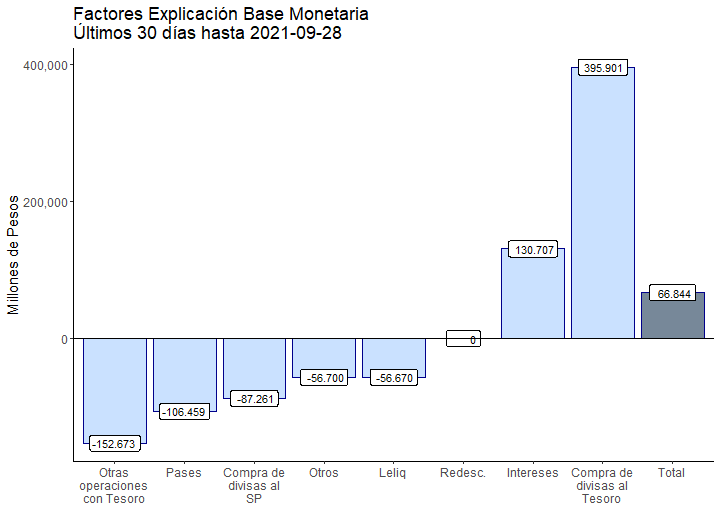 Factores Explicación Base Monetaria
Últimos 30 días hasta 2021-09-28
Millones de Pesos
400,000
200,000
0
-152.673
-106.459
-87.261
-56.700
-56.670
0
130.707
395.901
66.844
Otras
operaciones
con Tesoro
Pases
Compra de
divisas al
SP
Otros
Leliq
Redesc.
Intereses
Compra de
divisas al
Tesoro
Total